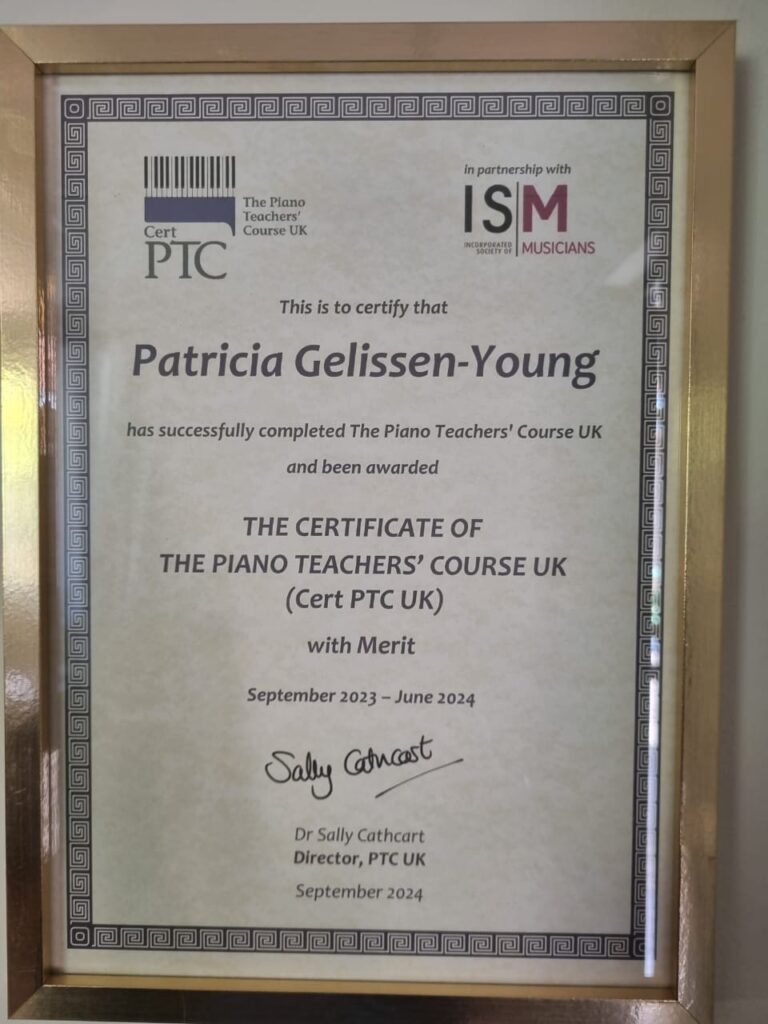 The Piano
Teachers'
Course UK
Cert
PTC
in partnership with
ISM
INCORPORATED
SOCIETY OF
MUSICIANS
This is to certify that
Patricia Gelissen-Young
has successfully completed The Piano Teachers' Course UK
and been awarded
THE CERTIFICATE OF
THE PIANO TEACHERS’ COURSE UK
(Cert PTC UK)
with Merit
September 2023 – June 2024
Sally Cathcart
Dr Sally Cathcart
Director, PTC UK
September 2024